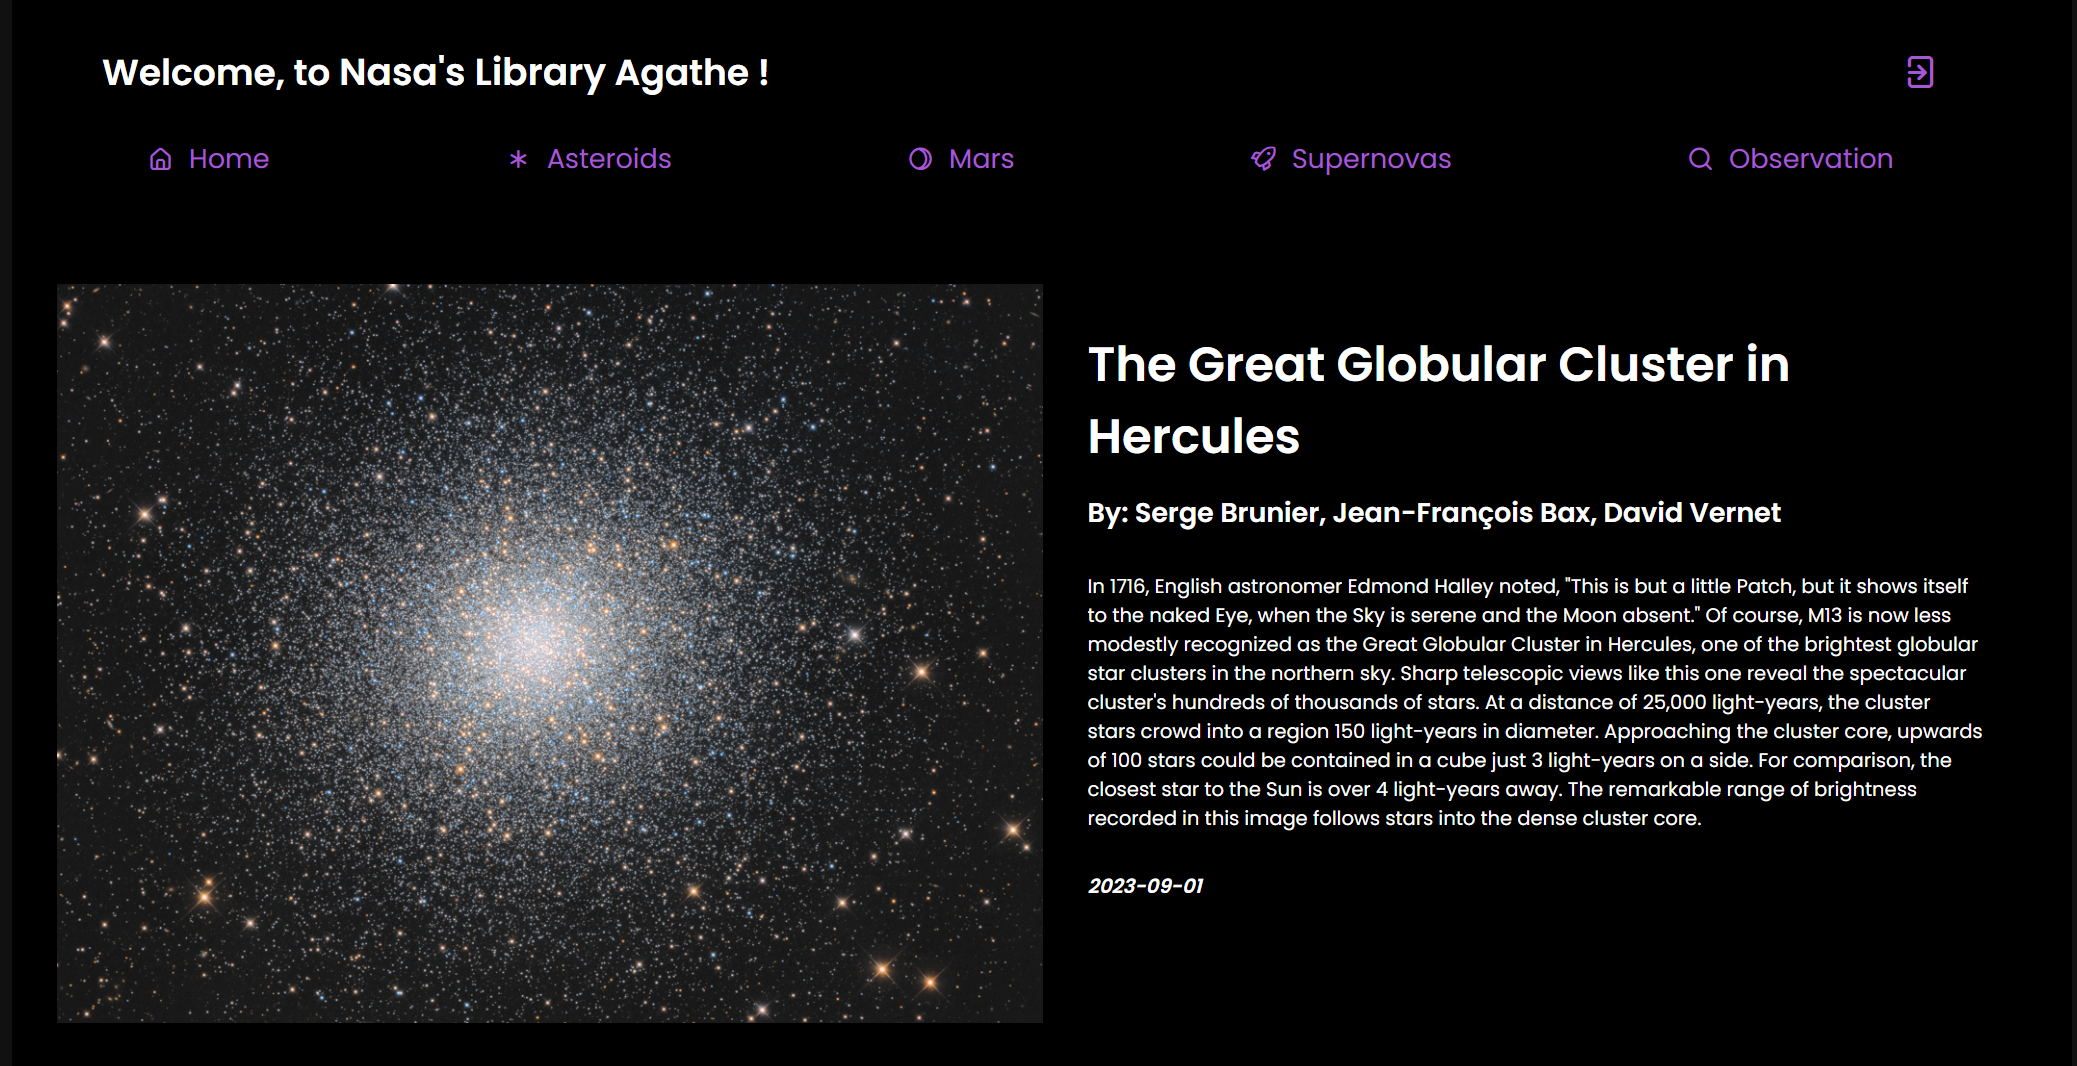 Welcome, to Nasa's Library Agathe !
Home
Asteroids
Mars
Supernovas
Observation
The Great Globular Cluster in
Hercules
By: Serge Brunier, Jean-François Bax, David Vernet
In 1716, English astronomer Edmond Halley noted, "This is but a little Patch, but it shows itself
to the naked Eye, when the Sky is serene and the Moon absent." Of course, M13 is now less
modestly recognized as the Great Globular Cluster in Hercules, one of the brightest globular
star clusters in the northern sky. Sharp telescopic views like this one reveal the spectacular
cluster's hundreds of thousands of stars. At a distance of 25,000 light-years, the cluster
stars crowd into a region 150 light-years in diameter. Approaching the cluster core, upwards
of 100 stars could be contained in a cube just 3 light-years on a side. For comparison, the
closest star to the Sun is over 4 light-years away. The remarkable range of brightness
recorded in this image follows stars into the dense cluster core.
2023-09-01